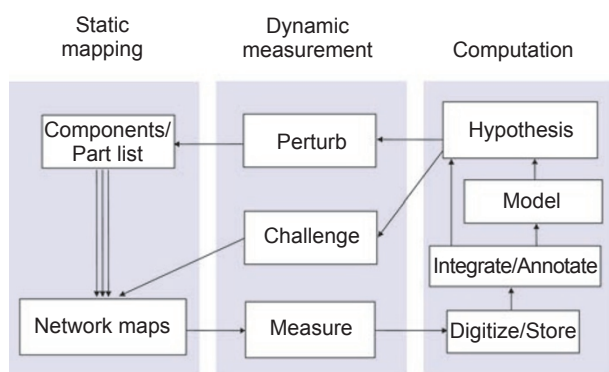 Static
mapping
Dynamic
measurement
Computation
Components/
Part list
Perturb
Hypothesis
Model
Challenge
Integrate/Annotate
Network maps
Measure
Digitize/Store